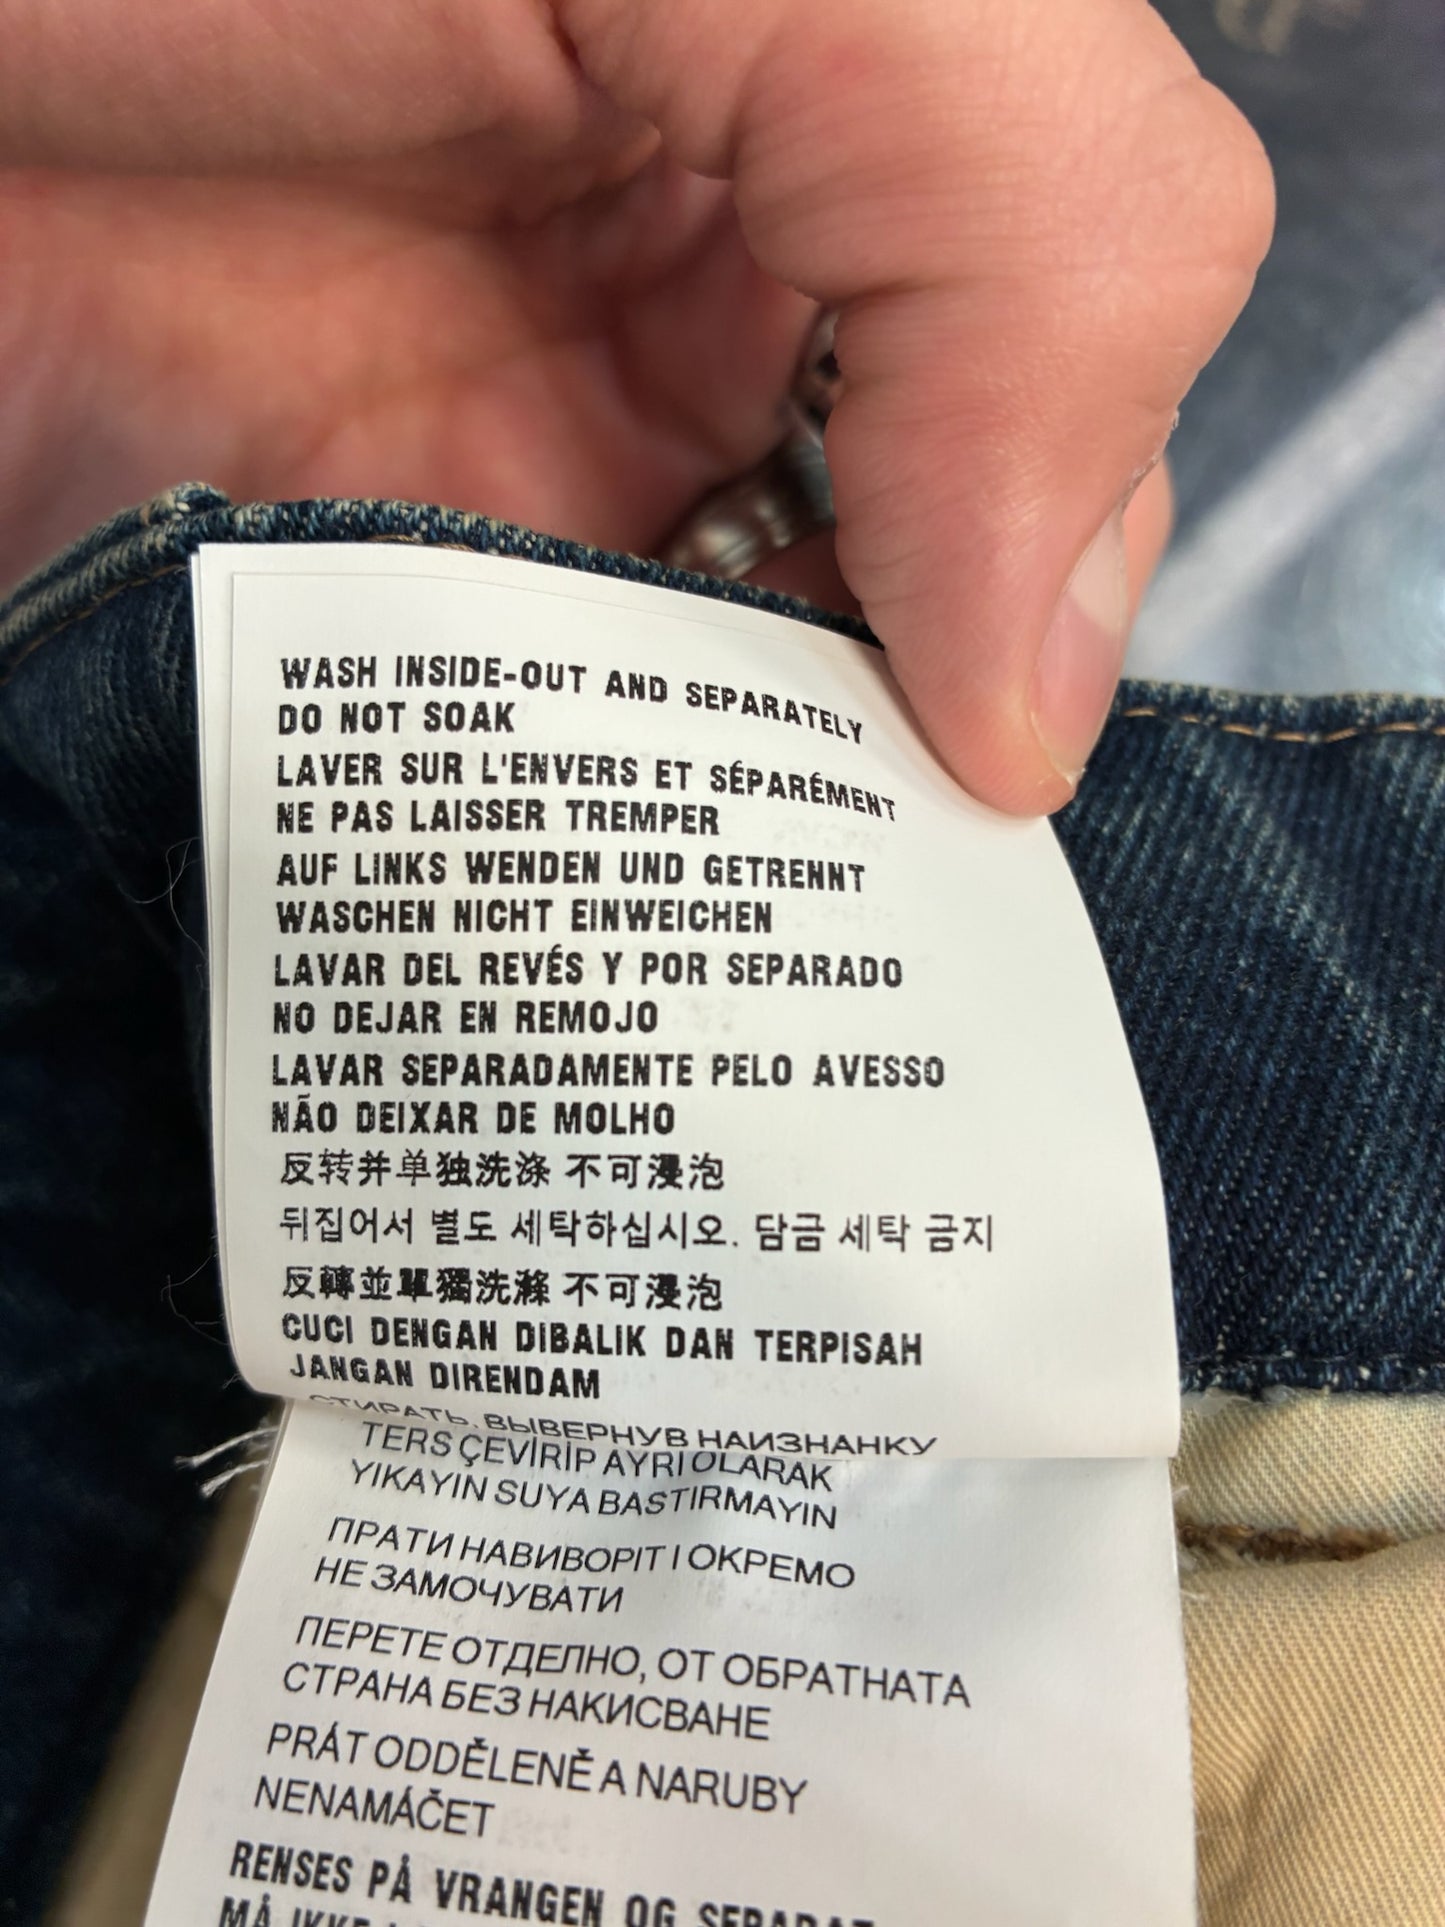 WASH INSIDE-OUT AND SEPARATELY
DO NOT SOAK
LAVER SUR L'ENVERS ET SÉPARÉMENT
NE PAS LAISSER TREMPER
AUF LINKS WENDEN UND GETRENNT
WASCHEN NICHT EINWEICHEN
LAVAR DEL REVÉS Y POR SEPARADO
NO DEJAR EN REMOJO
LAVAR SEPARADAMENTE PELO AVESSO
NÃO DEIXAR DE MOLHO
反转并单独洗涤 不可浸泡
뒤집어서 별도 세탁하십시오. 담금 세탁 금지
反轉並單獨洗滌 不可浸泡
CUCI DENGAN DIBALIK DAN TERPISAH
JANGAN DIRENDAM
СТИРАТЬ, ВЫВЕРНУВ НАИЗНАНКУ
TERS ÇEVİRİP AYRI OLARAK
YIKAYIN SUYA BASTIRMAYIN
ПРАТИ НАВИВОРІТ І ОКРЕМО
НЕ ЗАМОЧУВАТИ
ПЕРЕТЕ ОТДЕЛНО, ОТ ОБРАТНАТА
СТРАНА БЕЗ НАКИСВАНЕ
PRÁT ODDĚLENĚ A NARUBY
NENAMÁČET
RENSES PÅ VRANGEN OG SEPARAT
MÅ IKKE